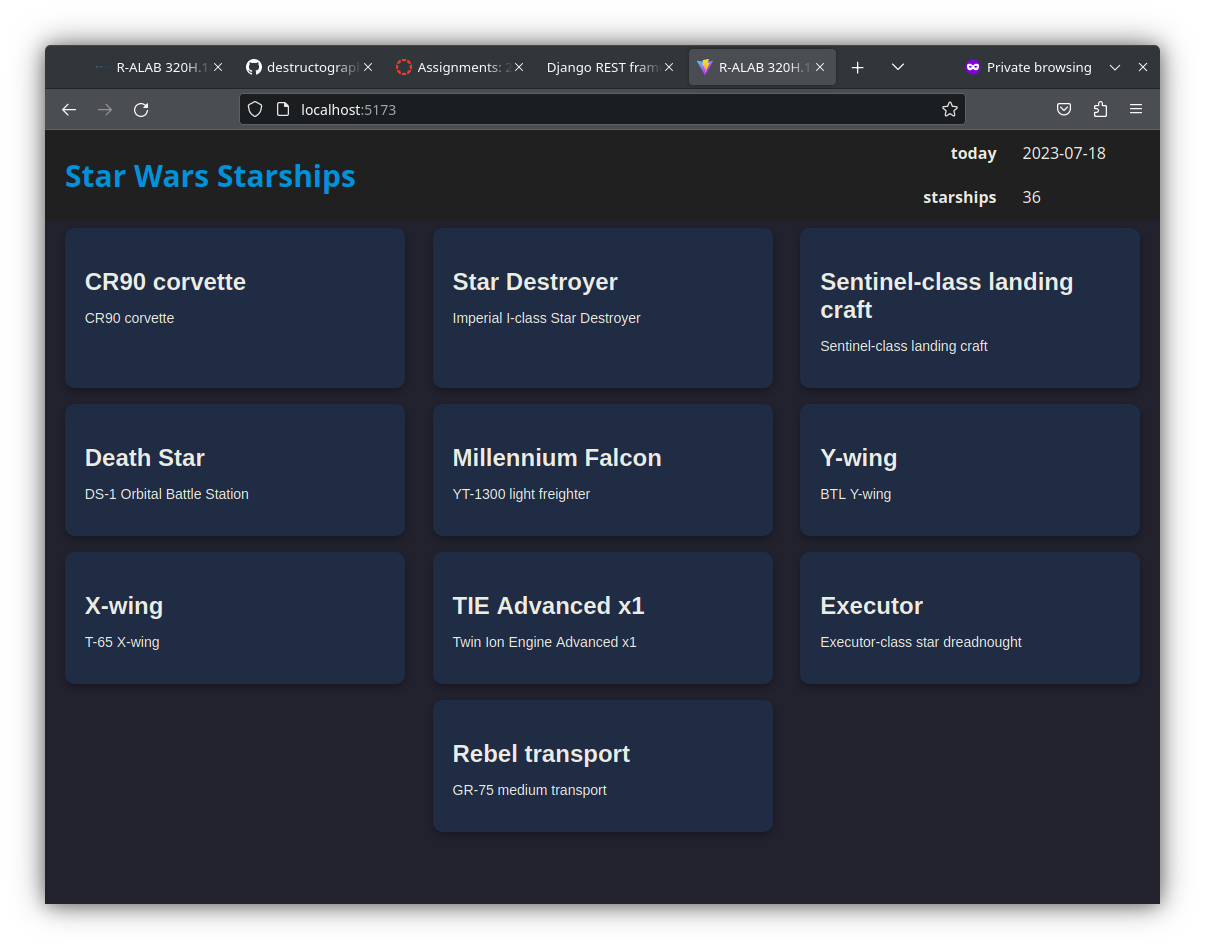 R-ALAB 320H.1
destructograph
Assignments: 2
Django REST fram
R-ALAB 320H.1
Private browsing
localhost:5173
Star Wars Starships
today 2023-07-18
starships 36
CR90 corvette
CR90 corvette
Star Destroyer
Imperial I-class Star Destroyer
Sentinel-class landing
craft
Sentinel-class landing craft
Death Star
DS-1 Orbital Battle Station
Millennium Falcon
YT-1300 light freighter
Y-wing
BTL Y-wing
X-wing
T-65 X-wing
TIE Advanced x1
Twin Ion Engine Advanced x1
Executor
Executor-class star dreadnought
Rebel transport
GR-75 medium transport